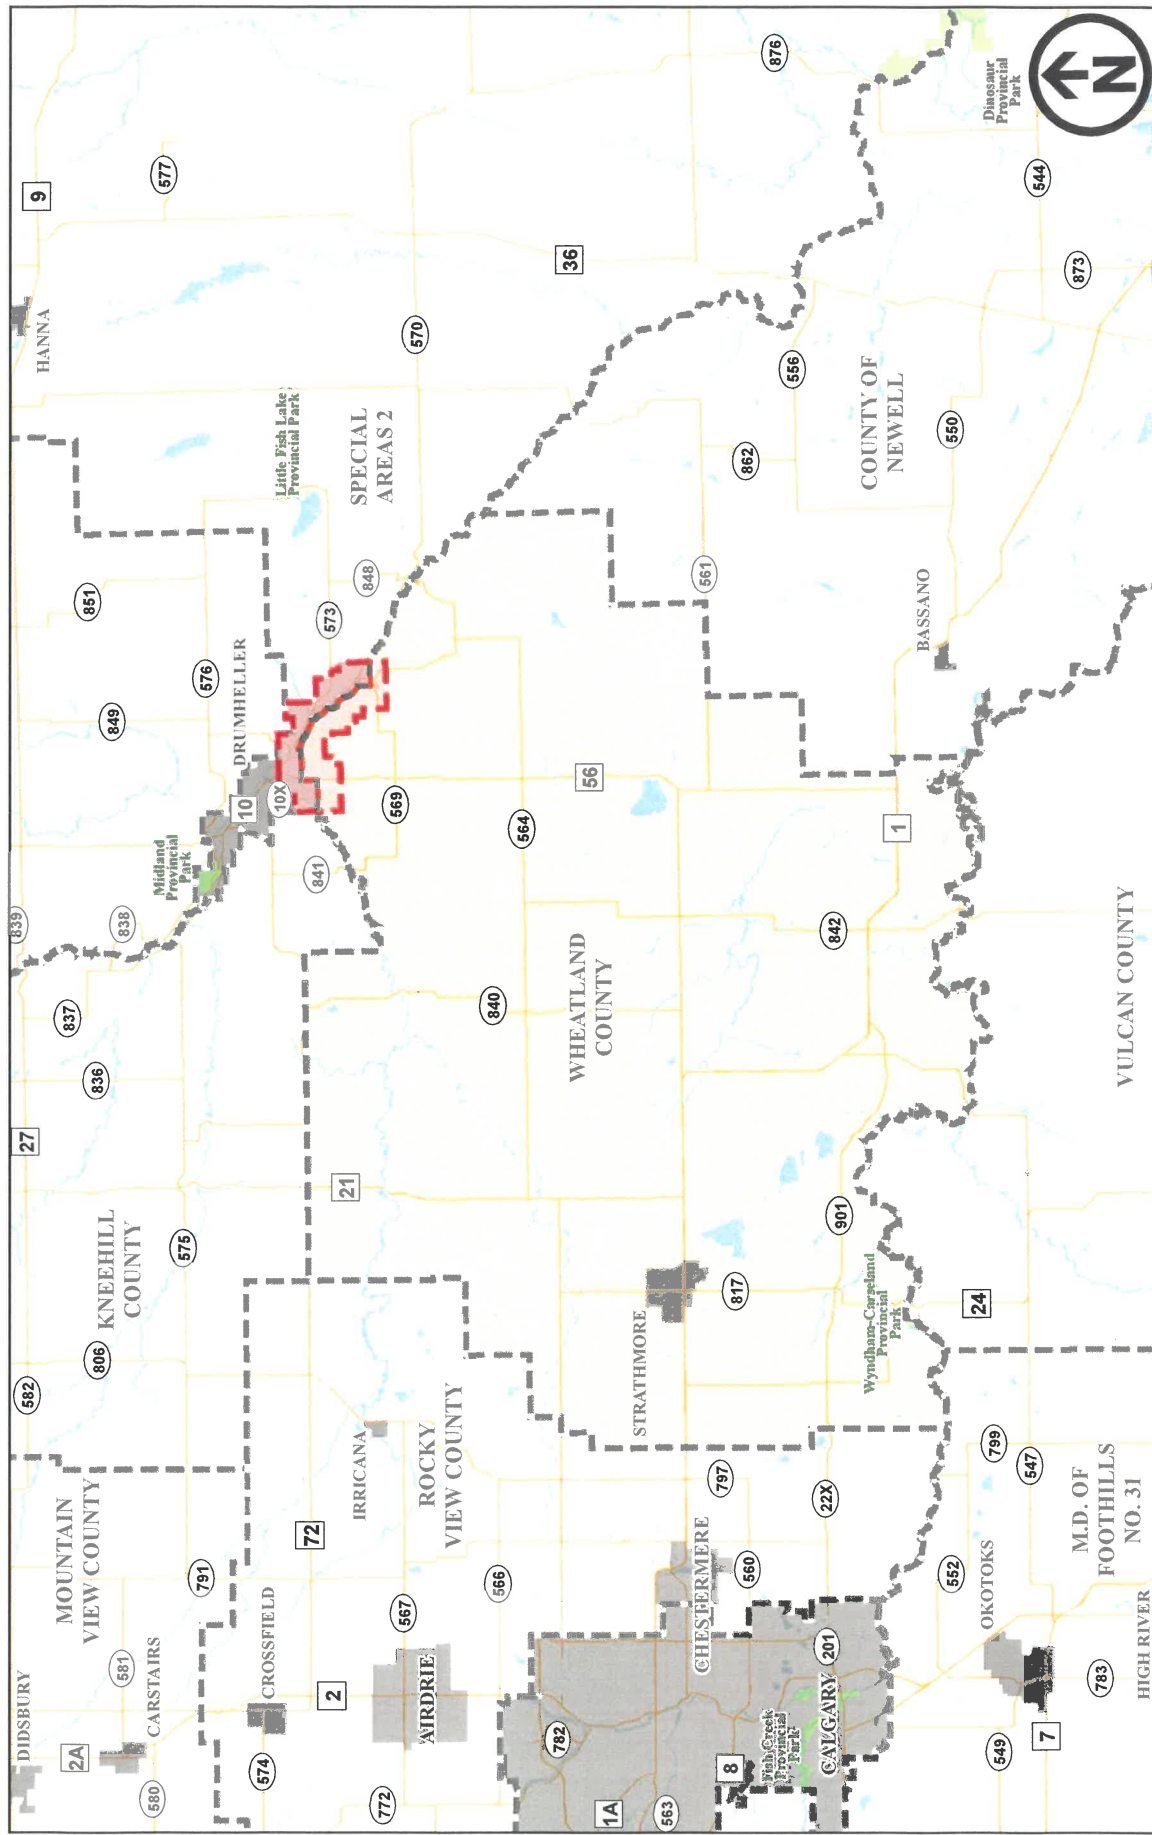 DIDSBURY
2A
580
CARSTAIRS
581
MOUNTAIN
VIEW COUNTY
791
582
806
KNEEHILL
COUNTY
575
27
836
837
838
839
Midland
Provincial
Park
10
10X
DRUMHELLER
849
576
851
HANNA
9
577
574
CROSSFIELD
772
2
72
567
AIRDRIE
IRRICANA
ROCKY
VIEW COUNTY
566
21
840
841
569
564
56
573
848
Little Fish Lake
Provincial Park
SPECIAL
AREAS 2
570
36
876
WHEATLAND
COUNTY
STRATHMORE
817
842
561
862
556
COUNTY OF
NEWELL
550
BASSANO
1
1A
563
782
8
Fish Creek
Provincial
Park
CALGARY
201
CHESTERMERE
560
797
22X
Wyndham-Carseland
Provincial
Park
901
24
549
7
783
OKOTOKS
552
799
547
M.D. OF
FOOTHILLS
NO. 31
HIGH RIVER
VULCAN COUNTY
873
544
Dinosaur
Provincial
Park
N